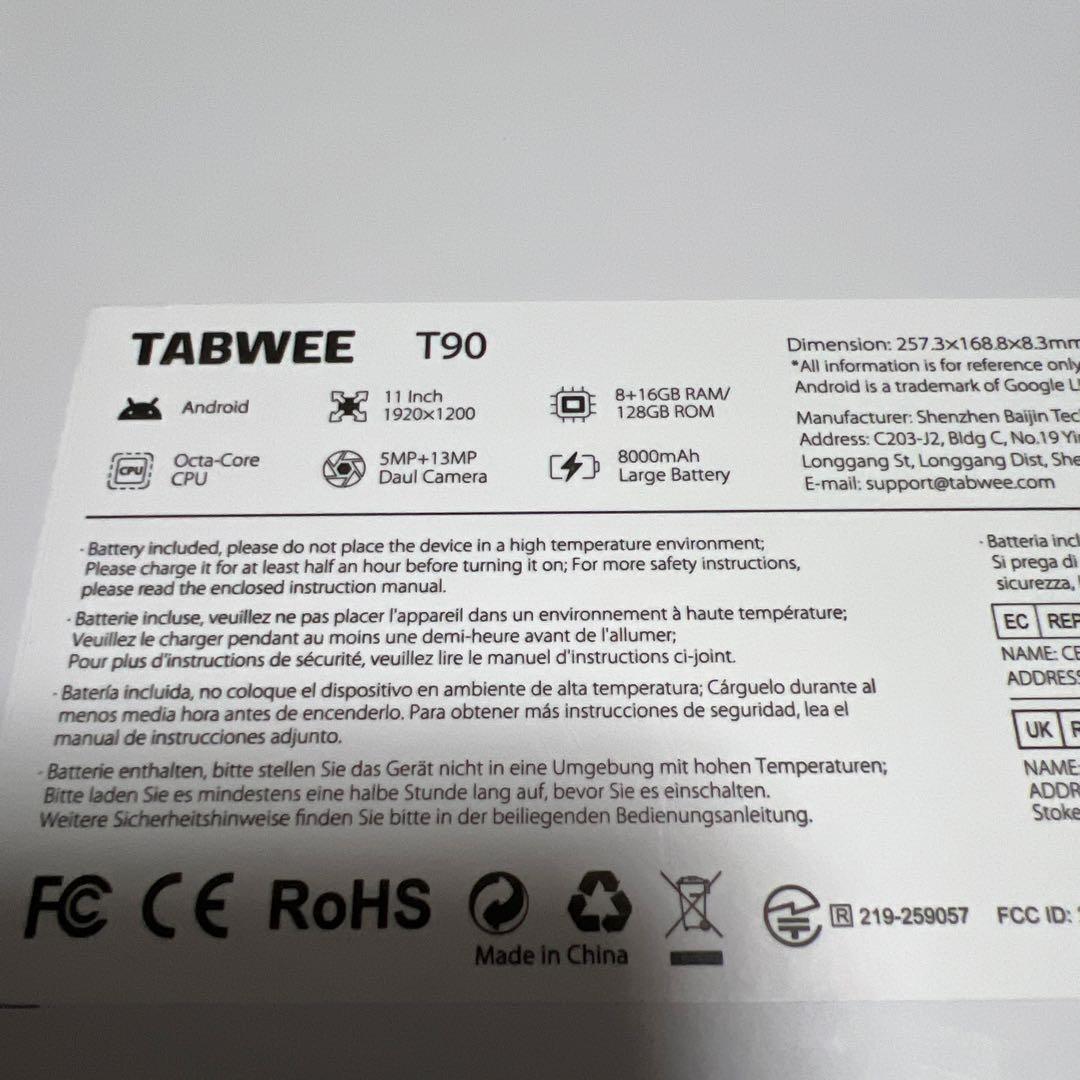 TABWEE T90
Android
11 Inch
1920×1200
8+16GB RAM/
128GB ROM
CPU
Octa-Core
CPU
5MP+13MP
Daul Camera
8000mAh
Large Battery
Dimension: 257.3×168.8×8.3mm
*All information is for reference only
Android is a trademark of Google
Manufacturer: Shenzhen Baijin
Address: C203-J2, Bldg C, No.19
Longgang St, Longgang Dist,
E-mail: support@tabwee.com
· Battery included, please do not place the device in a high temperature environment;
Please charge it for at least half an hour before turning it on; For more safety instructions,
please read the enclosed instruction manual.
· Batterie incluse, veuillez ne pas placer l'appareil dans un environnement à haute température;
Veuillez le charger pendant au moins une demi-heure avant de l'allumer;
Pour plus d'instructions de sécurité, veuillez lire le manuel d'instructions ci-joint.
· Batería incluida, no coloque el dispositivo en ambiente de alta temperatura; Cárguelo durante al
menos media hora antes de encenderlo. Para obtener más instrucciones de seguridad, lea el
manual de instrucciones adjunto.
· Batterie enthalten, bitte stellen Sie das Gerät nicht in eine Umgebung mit hohen Temperaturen;
Bitte laden Sie es mindestens eine halbe Stunde lang auf, bevor Sie es einschalten.
Weitere Sicherheitshinweise finden Sie bitte in der beiliegenden Bedienungsanleitung.
· Batteria
Si prega di
sicurezza,
EC REP
NAME:
ADDRESS
UK
NAME:
FC CE RoHS
Made in China
R 219-259057
FCC ID: